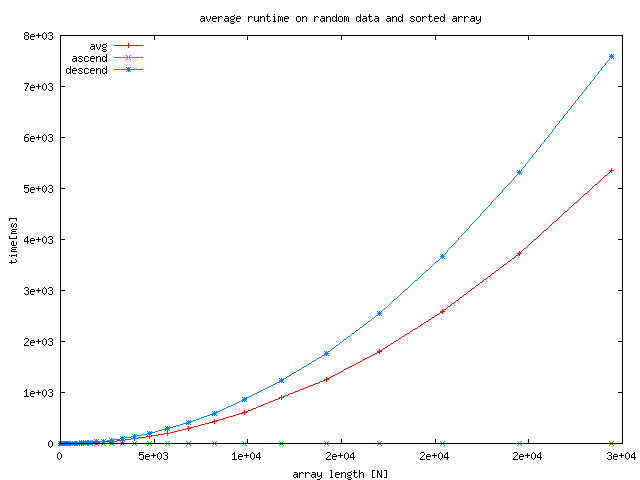 average runtime on random data and sorted array
8e+03
7e+03
6e+03
5e+03
4e+03
3e+03
2e+03
1e+03
0
avg
ascend
descend
time[ms]
0 5e+03 1e+04 2e+04 2e+04 2e+04 3e+04
array length [N]